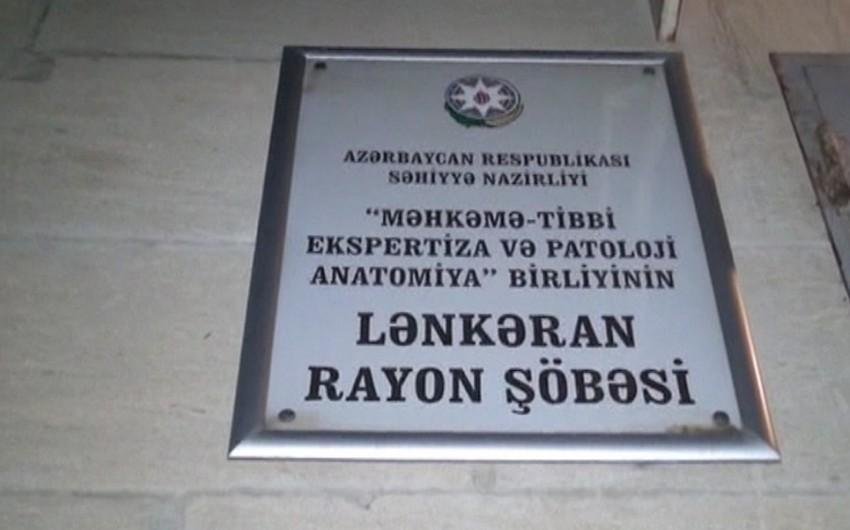 AZƏRBAYCAN RESPUBLİKASI
SƏHİYYƏ NAZİRLİYİ
“MƏHKƏMƏ-TİBBİ
EKSPERTİZA VƏ PATOLOJİ
ANATOMİYA” BİRLİYİNİN
LƏNKƏRAN
RAYON ŞÖBƏSİ